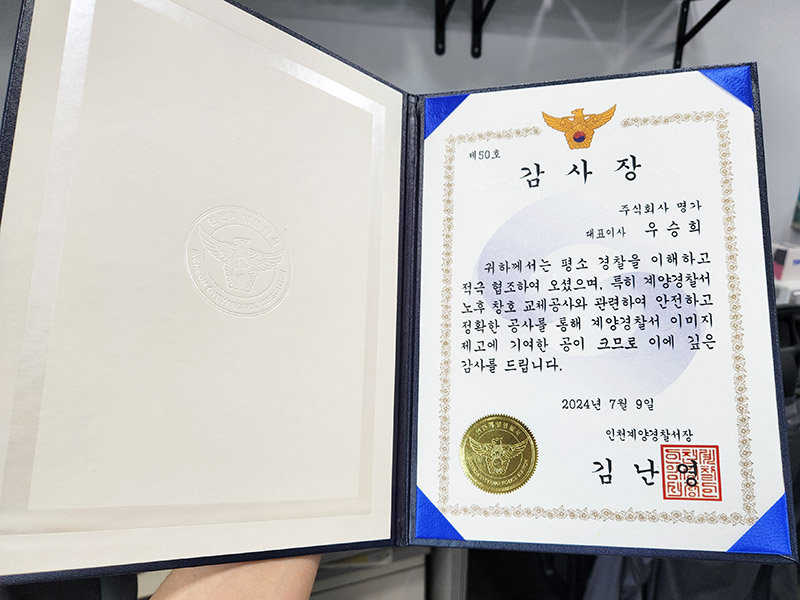 제50호
감 사 장
주식회사 명가
대표이사 우승희
귀하께서는 평소 경찰을 이해하고
적극 협조하여 오셨으며, 특히 계양경찰서
노후 창호 교체공사와 관련하여 안전하고
정확한 공사를 통해 계양경찰서 이미지
제고에 기여한 공이 크므로 이에 깊은
감사를 드립니다.
2024년 7월 9일
인천계양경찰서장
김 난 영